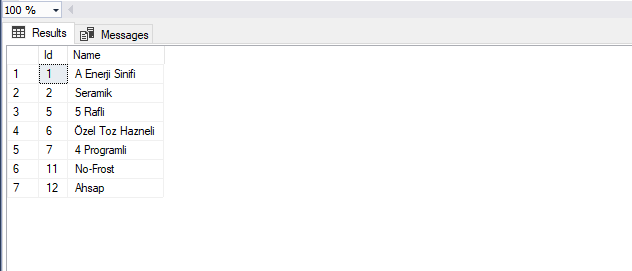 100 %
Results Messages
Id Name
1 1 A Enerji Sinifi
2 2 Seramik
3 5 5 Rafli
4 6 Özel Toz Hazneli
5 7 4 Programli
6 11 No-Frost
7 12 Ahsap